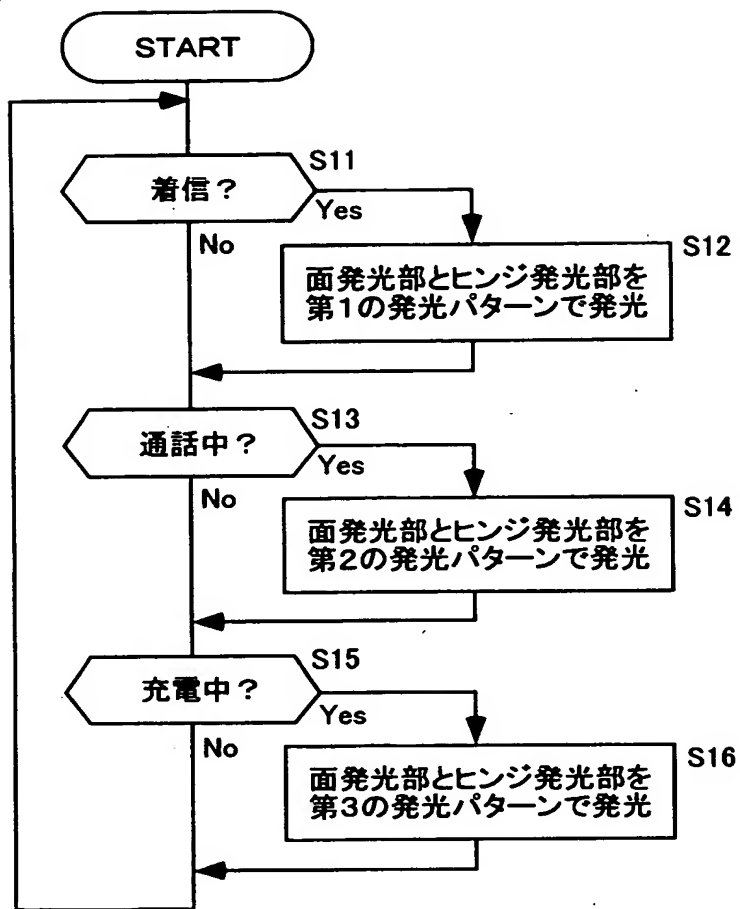 START
S11
着信？
Yes
No
S12
面発光部とヒンジ発光部を
第1の発光パターンで発光
S13
通話中？
Yes
No
S14
面発光部とヒンジ発光部を
第2の発光パターンで発光
S15
充電中？
Yes
No
S16
面発光部とヒンジ発光部を
第3の発光パターンで発光